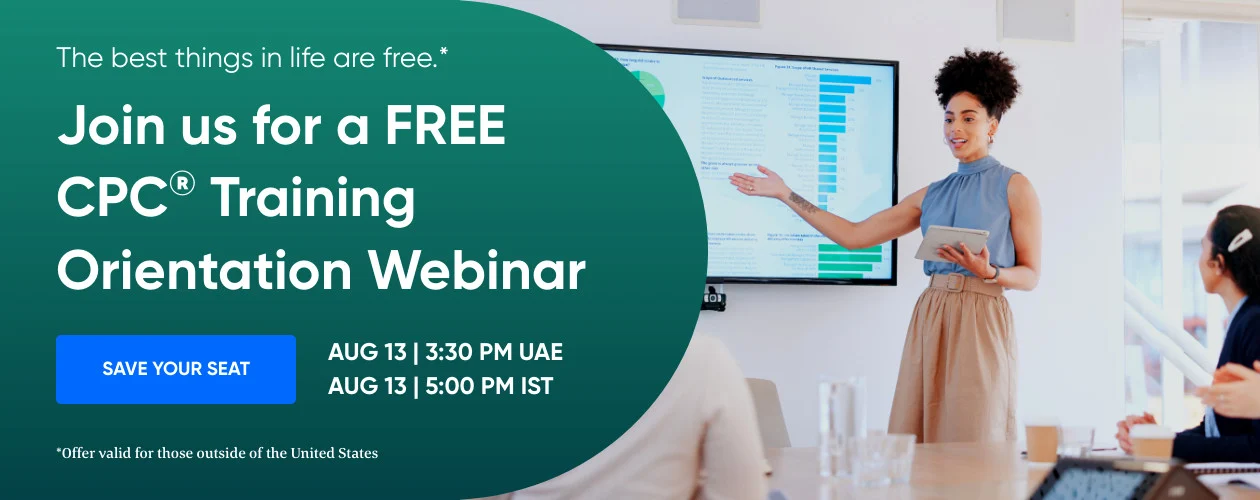 The best things in life are free.*
Join us for a FREE
CPC® Training
Orientation Webinar
SAVE YOUR SEAT
AUG 13 | 3:30 PM UAE
AUG 13 | 5:00 PM IST
*Offer valid for those outside of the United States